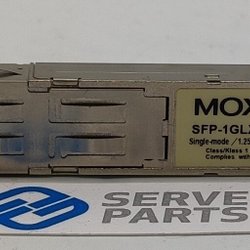 MOX
SFP-1GL
Single-mode / 1.25
Class/Klass 1
Complies with
SERVE
PARTS